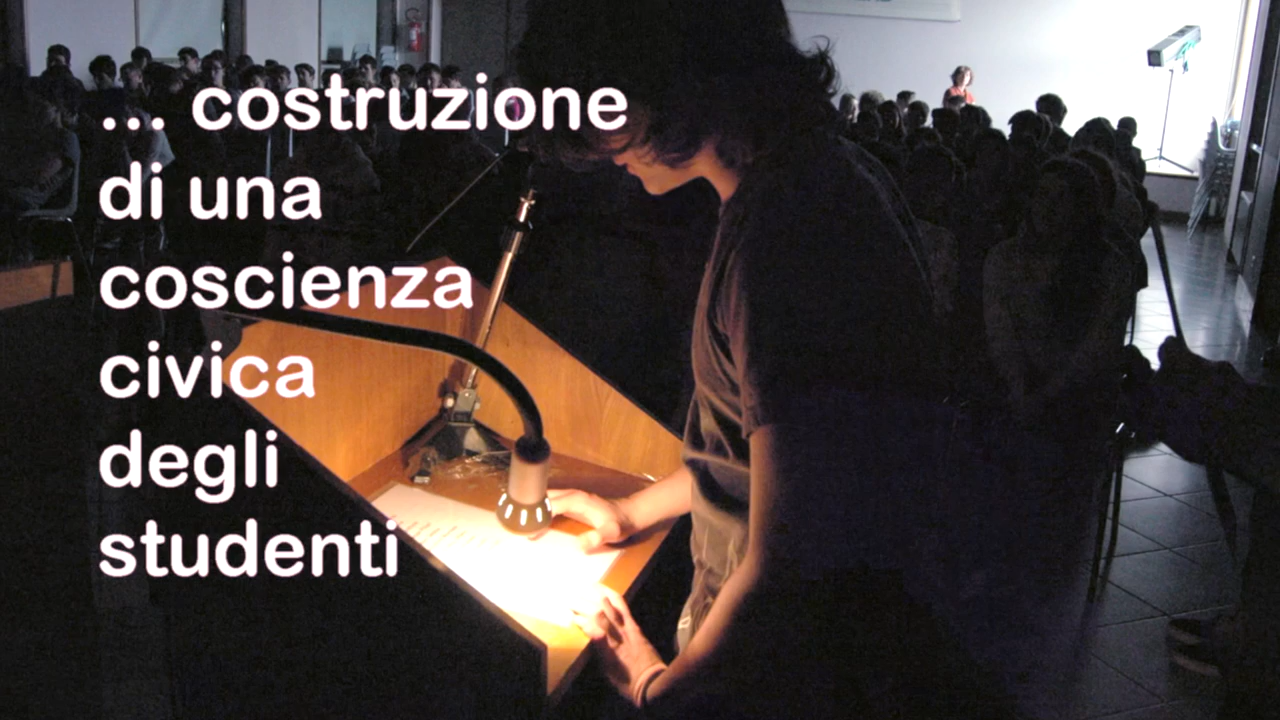 ... costruzione
di una
coscienza
civica
degli
studenti